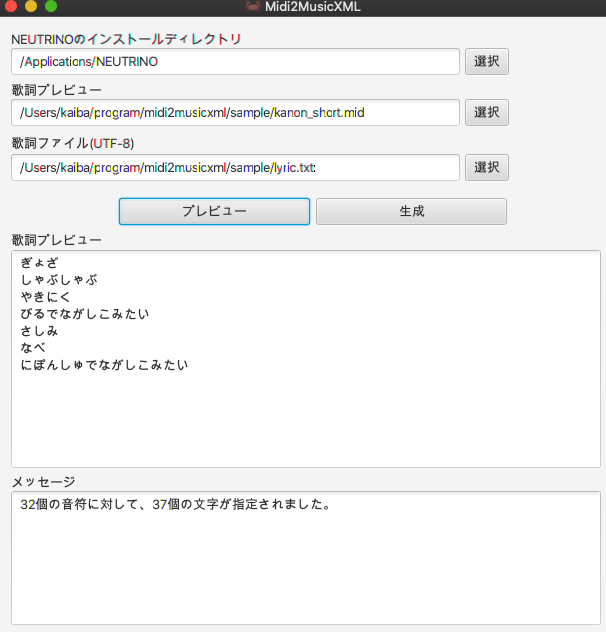 Midi2MusicXML
NEUTRINOのインストールディレクトリ
/Applications/NEUTRINO
選択
歌詞プレビュー
/Users/kaiba/program/midi2musicxml/sample/kanon_short.mid
選択
歌詞ファイル(UTF-8)
/Users/kaiba/program/midi2musicxml/sample/lyric.txt:
選択
プレビュー
生成
歌詞プレビュー
ぎょざ
しゃぶしゃぶ
やきにく
びるでながしこみたい
さしみ
なべ
にぽんしゅでながしこみたい
メッセージ
32個の音符に対して、37個の文字が指定されました。